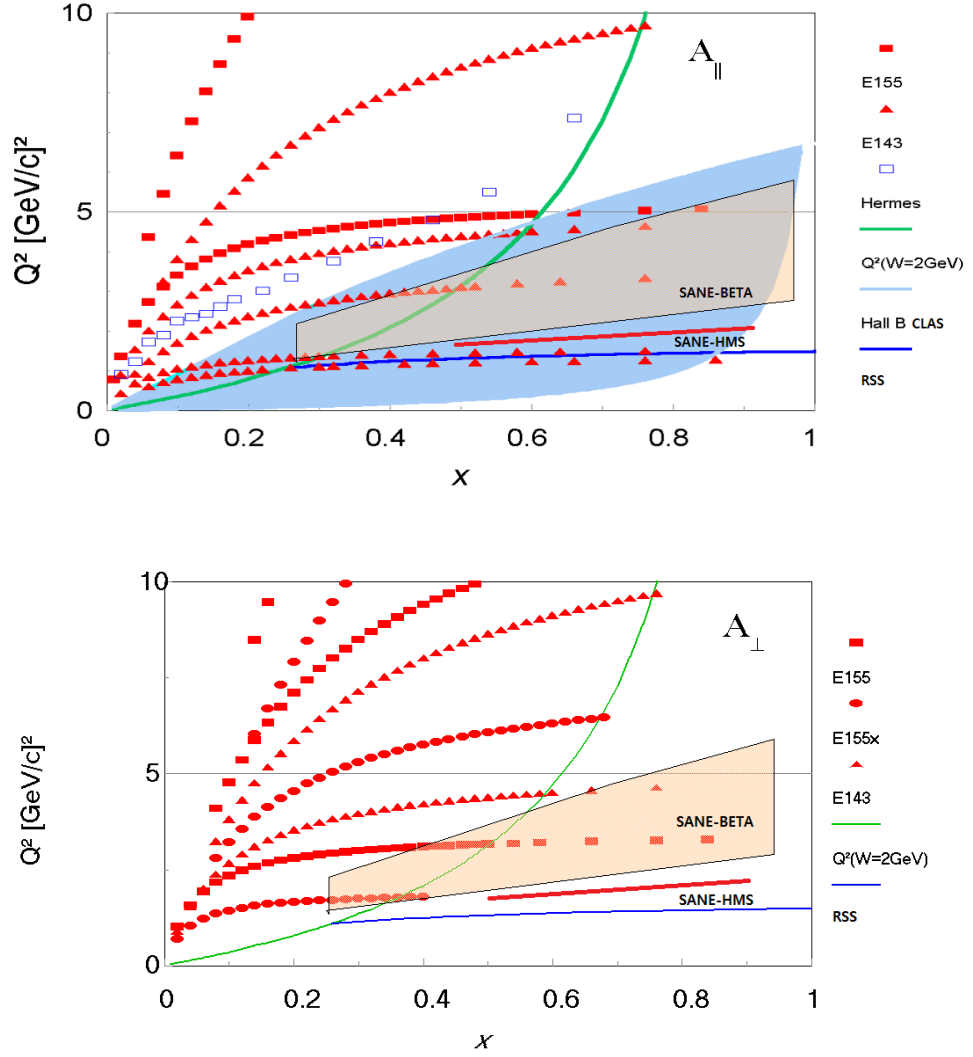 10
A∥
E155
E143
Q² [GeV/c]²
Hermes
5
Q²(W=2GeV)
SANE-BETA
Hall B CLAS
SANE-HMS
RSS
0
0 0.2 0.4 0.6 0.8 1
x
10
A⊥
E155
E155x
Q² [GeV/c]²
5
E143
SANE-BETA
Q²(W=2GeV)
SANE-HMS
RSS
0
0 0.2 0.4 0.6 0.8 1
x